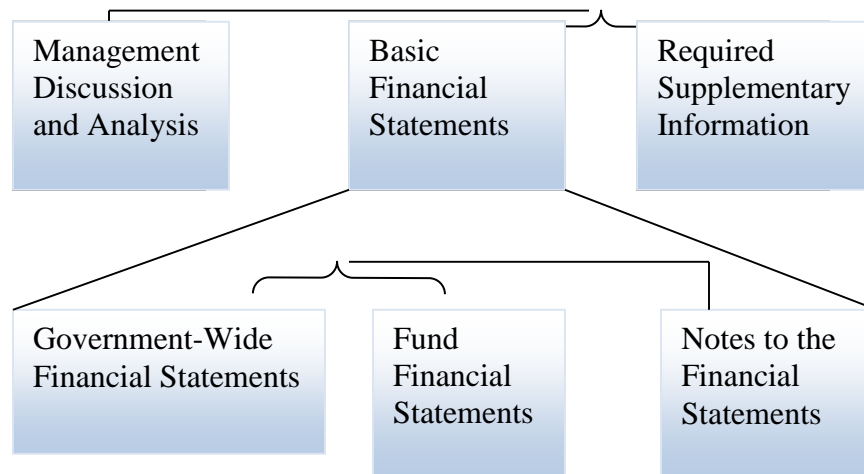 Management
Discussion
and Analysis
Basic
Financial
Statements
Required
Supplementary
Information
Government-Wide
Financial Statements
Fund
Financial
Statements
Notes to the
Financial
Statements